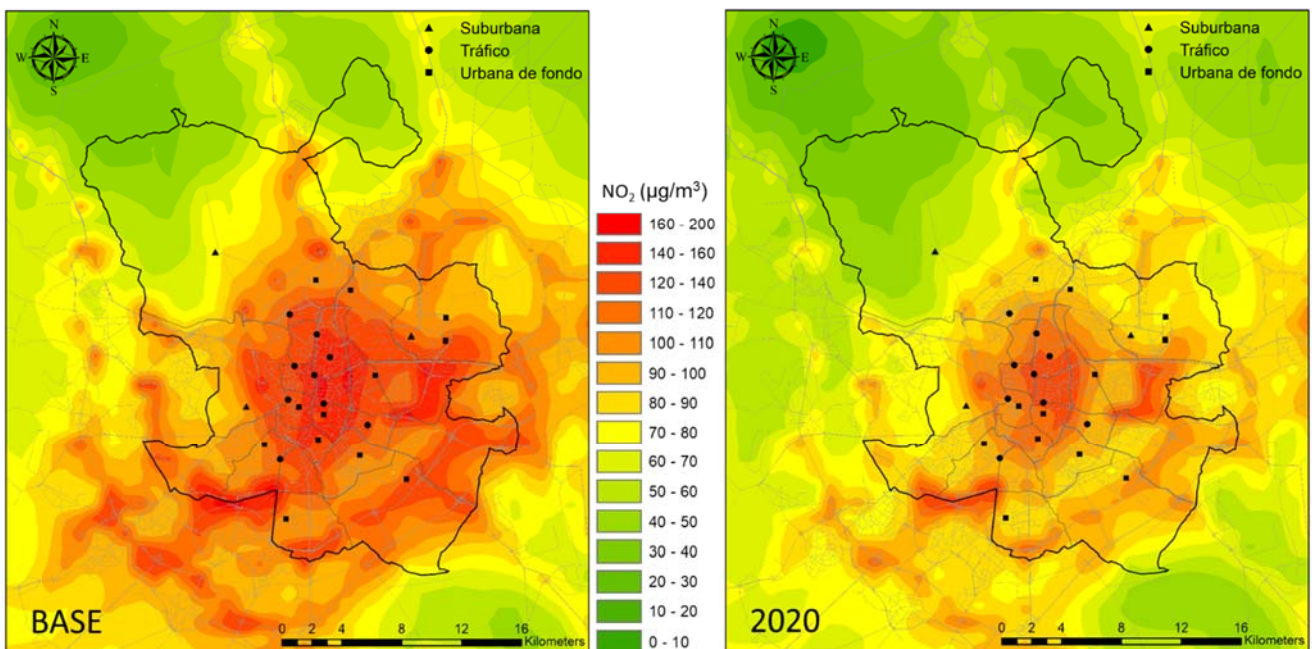 N
W E
S
Suburbana
Tráfico
Urbana de fondo
BASE
0 2 4 8 12 16
Kilometers
NO₂ (µg/m³)
160 - 200
140 - 160
120 - 140
110 - 120
100 - 110
90 - 100
80 - 90
70 - 80
60 - 70
50 - 60
40 - 50
30 - 40
20 - 30
10 - 20
0 - 10
N
W E
S
Suburbana
Tráfico
Urbana de fondo
2020
0 2 4 8 12 16
Kilometers